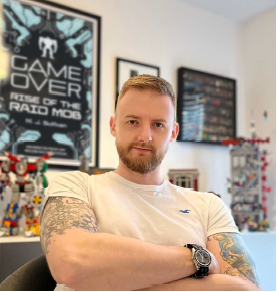 GAME
OVER
RISE OF THE
RAID MOB